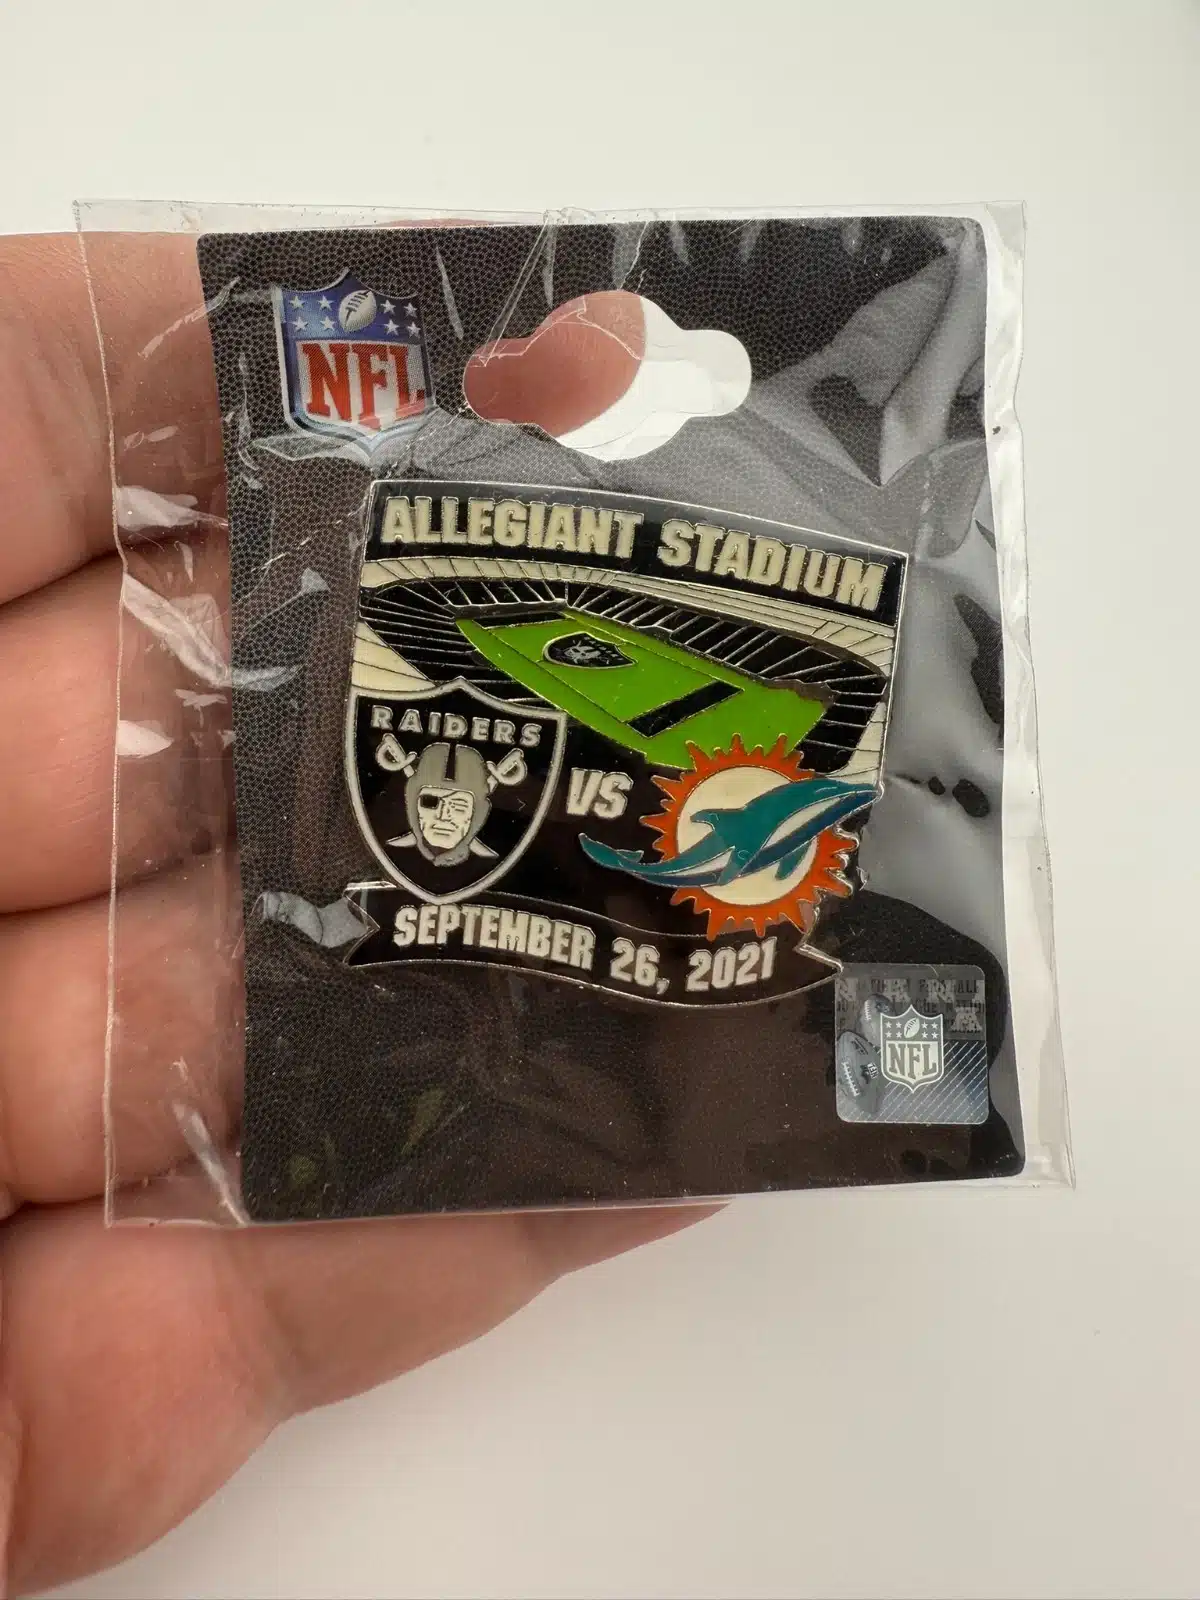 NFL
ALLEGIANT STADIUM
RAIDERS
VS
SEPTEMBER 26, 2021
NFL